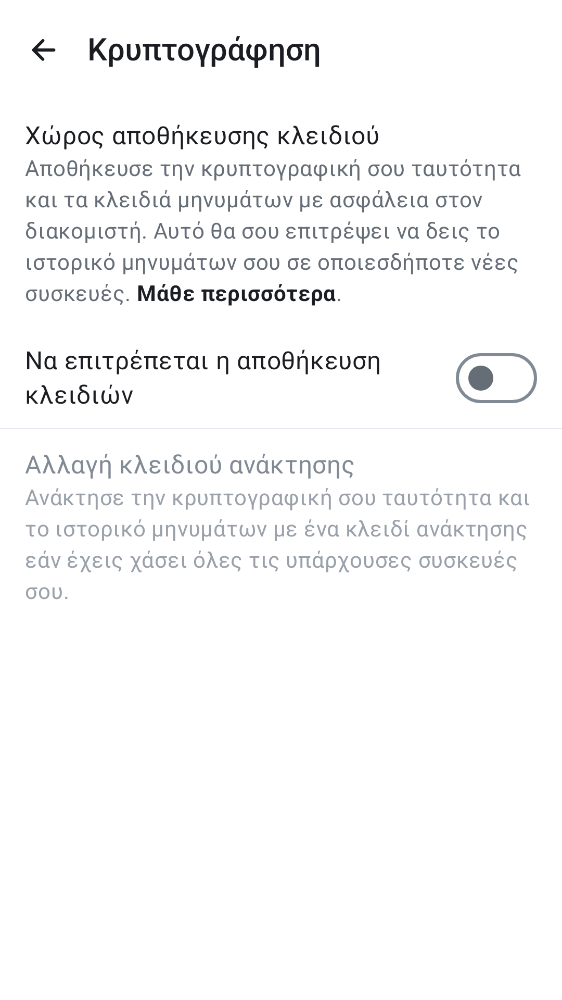 Κρυπτογράφηση
Χώρος αποθήκευσης κλειδιού
Αποθήκευσε την κρυπτογραφική σου ταυτότητα
και τα κλειδιά μηνυμάτων με ασφάλεια στον
διακομιστή. Αυτό θα σου επιτρέψει να δεις το
ιστορικό μηνυμάτων σου σε οποιεσδήποτε νέες
συσκευές. Μάθε περισσότερα.
Να επιτρέπεται η αποθήκευση
κλειδιών
Αλλαγή κλειδιού ανάκτησης
Ανάκτησε την κρυπτογραφική σου ταυτότητα και
το ιστορικό μηνυμάτων με ένα κλειδί ανάκτησης
εάν έχεις χάσει όλες τις υπάρχουσες συσκευές
σου.